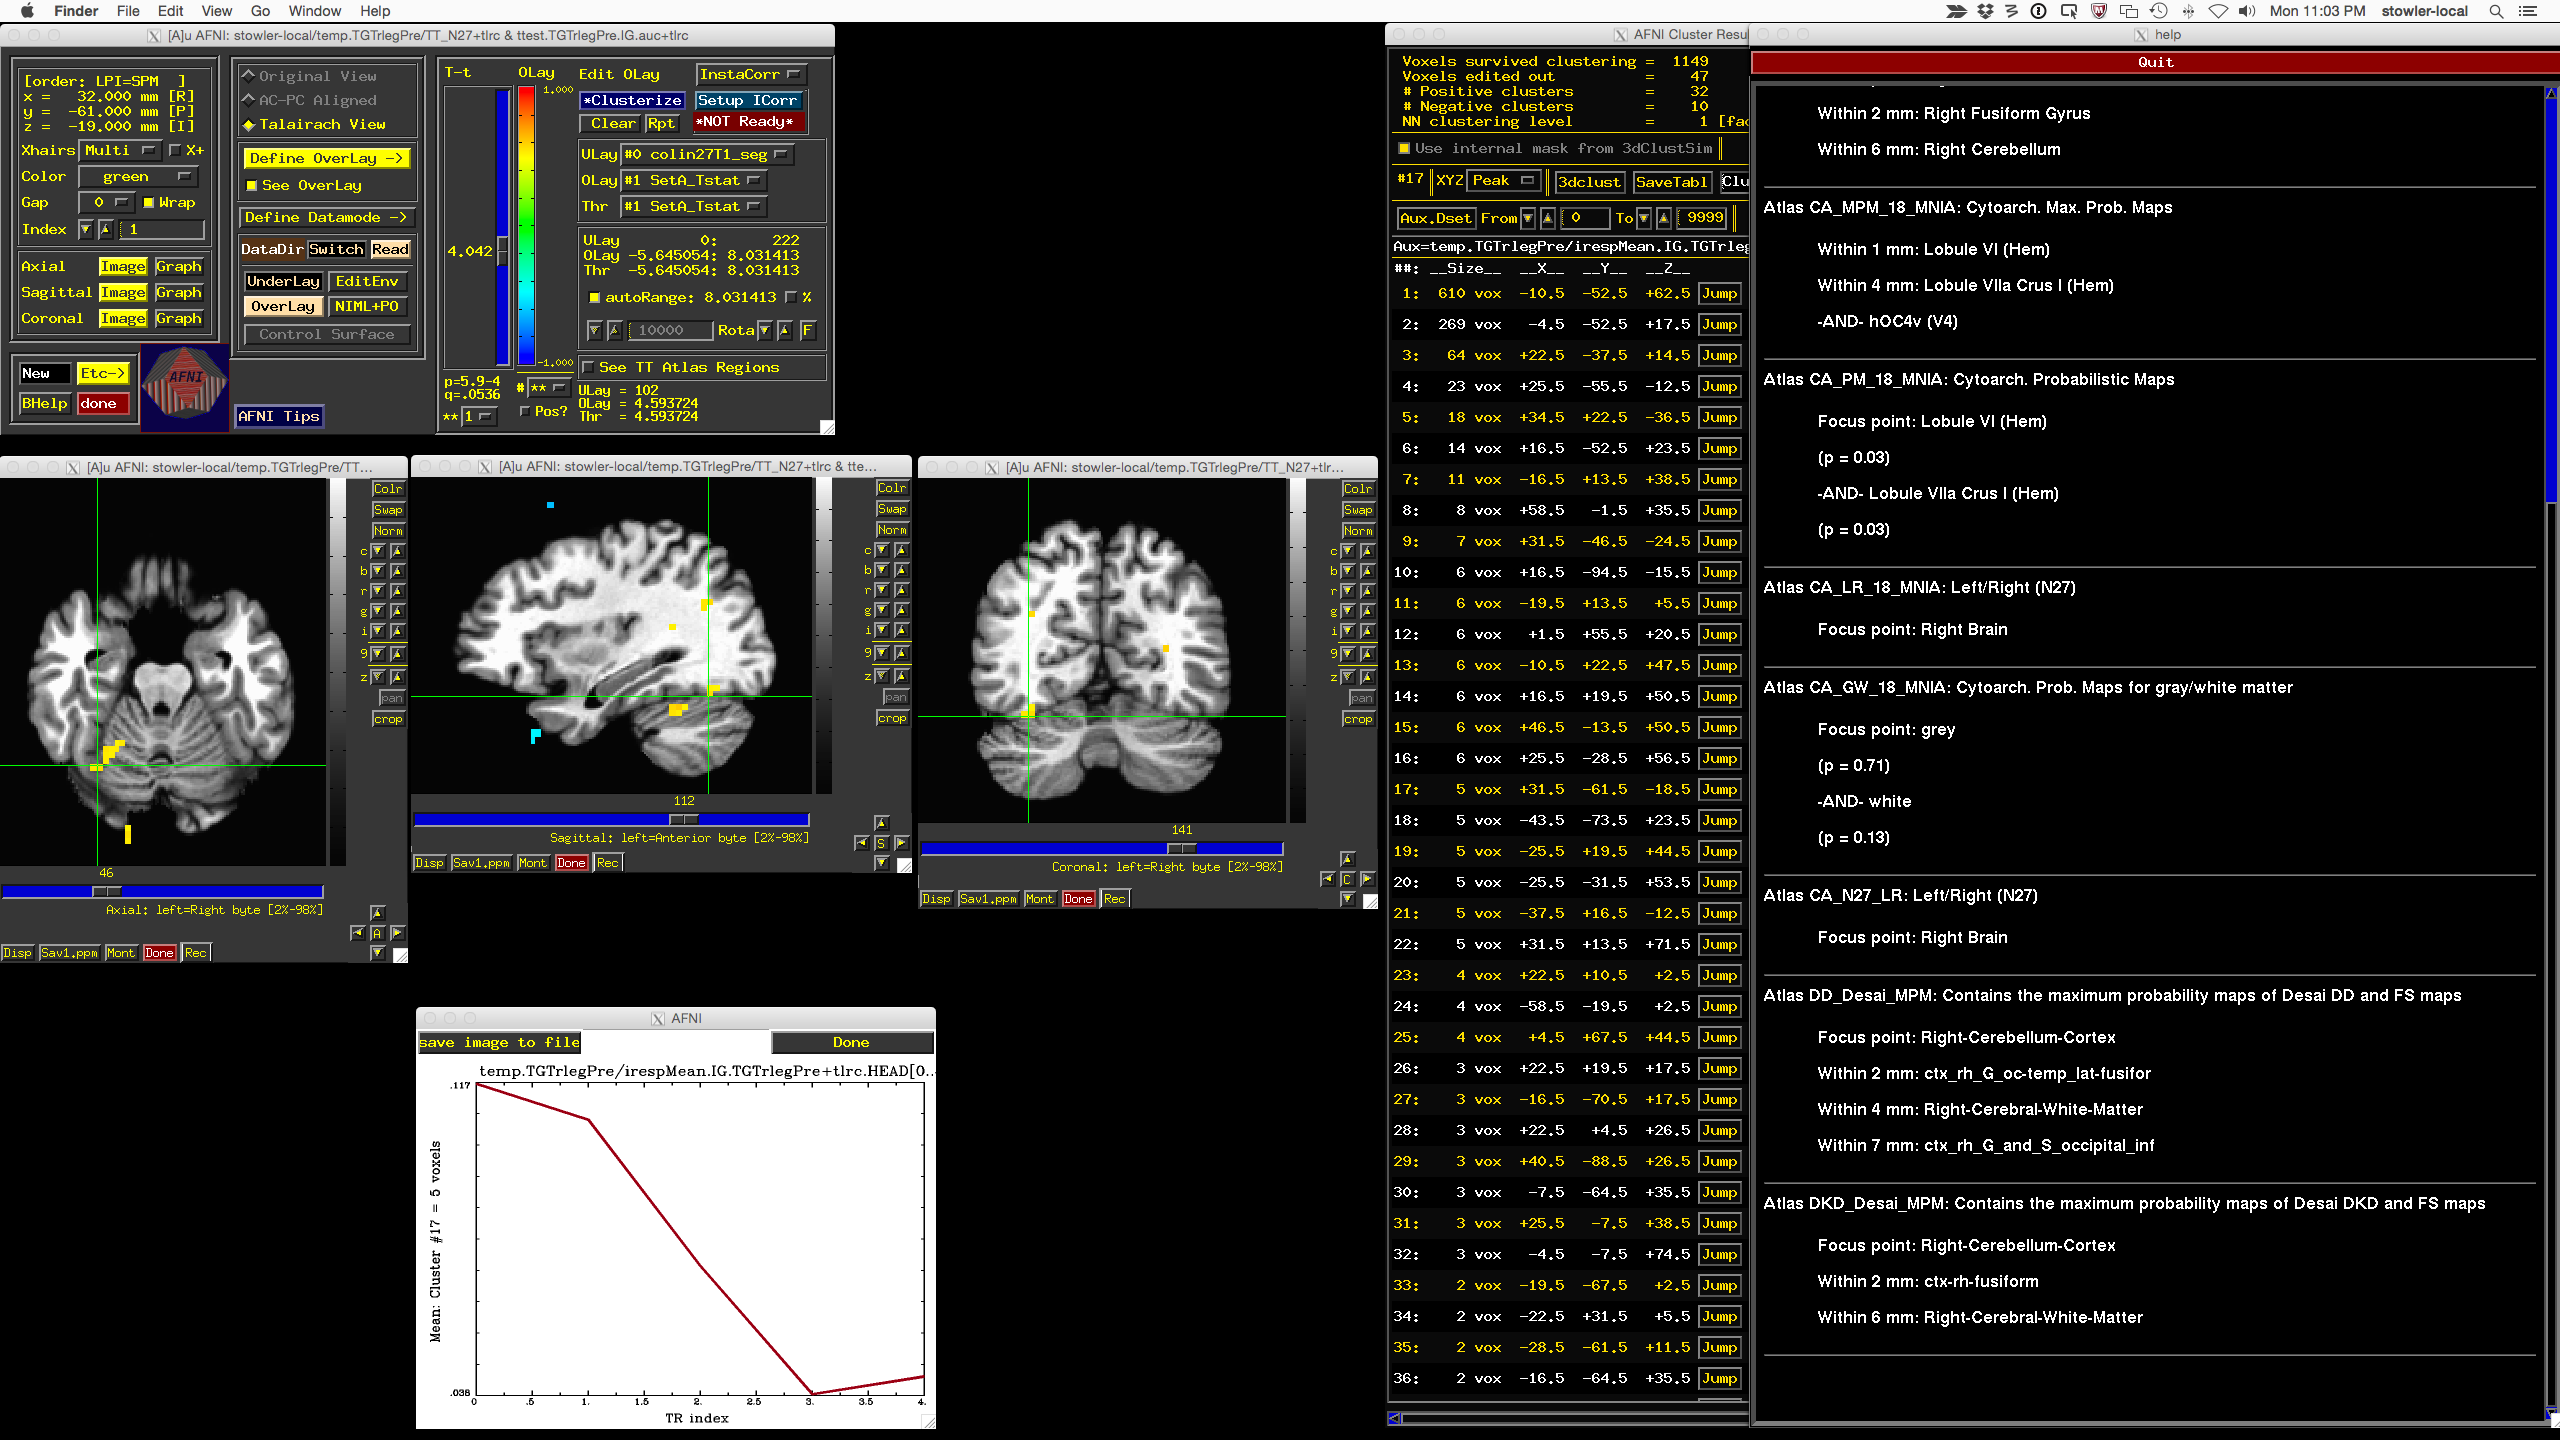 Finder File Edit View Go Window Help
Mon 11:03 PM stowler-local
[A]u AFNI: stowler-local/temp.TGTrlegPre/TT_N27+tlrc & ttest.TGTrlegPre.IG.auc+tlrc
[order: LPI=SPM ]
x = 32.000 mm [R]
y = -61.000 mm [P]
z = -19.000 mm [I]
Xhairs Multi X+
Color green
Gap 0 Wrap
Index 1
Axial Image Graph
Sagittal Image Graph
Coronal Image Graph
New Etc->
BHelp done
AFNI
AFNI Tips
Original View
AC-PC Aligned
Talairach View
Define OverLay ->
See OverLay
Define Datamode ->
DataDir Switch Read
UnderLay EditEnv
OverLay NIML+PO
Control Surface
T-t OLay
1.000
4.042
-1.000
p=5.9-4
q=.0536
** 1
# **
Pos?
Edit OLay InstaCorr
*Clusterize Setup ICorr
Clear Rpt *NOT Ready*
ULay #0 colin27T1_seg
OLay #1 SetA_Tstat
Thr #1 SetA_Tstat
ULay 0: 222
OLay -5.645054: 8.031413
Thr -5.645054: 8.031413
autoRange: 8.031413 %
10000 Rota F
See TT Atlas Regions
ULay = 102
OLay = 4.593724
Thr = 4.593724
[A]u AFNI: stowler-local/temp.TGTrlegPre/TT...
Colr
Swap
Norm
c
b
r
g
i
9
z
pan
crop
46
Axial: left=Right byte [2%-98%]
A
Disp Sav1.ppm Mont Done Rec
[A]u AFNI: stowler-local/temp.TGTrlegPre/TT_N27+tlrc & tte...
Colr
Swap
Norm
c
b
r
g
i
9
z
pan
crop
112
Sagittal: left=Anterior byte [2%-98%]
S
Disp Sav1.ppm Mont Done Rec
[A]u AFNI: stowler-local/temp.TGTrlegPre/TT_N27+tlr...
Colr
Swap
Norm
c
b
r
g
i
9
z
pan
crop
141
Coronal: left=Right byte [2%-98%]
C
Disp Sav1.ppm Mont Done Rec
AFNI
save image to file Done
temp.TGTrlegPre/irespMean.IG.TGTrlegPre+tlrc.HEAD[0..
.117
Mean: Cluster #17 = 5 voxels
.038
0 .5 1. 1.5 2. 2.5 3. 3.5 4.
TR index
AFNI Cluster Resu
Voxels survived clustering = 1149
Voxels edited out = 47
# Positive clusters = 32
# Negative clusters = 10
NN clustering level = 1 [fac
Use internal mask from 3dClustSim
#17 XYZ Peak 3dclust SaveTabl Clu
Aux.Dset From 0 To 9999
Aux=temp.TGTrlegPre/irespMean.IG.TGTrleg
##: __Size__ __X__ __Y__ __Z__
1: 610 vox -10.5 -52.5 +62.5 Jump
2: 269 vox -4.5 -52.5 +17.5 Jump
3: 64 vox +22.5 -37.5 +14.5 Jump
4: 23 vox +25.5 -55.5 -12.5 Jump
5: 18 vox +34.5 +22.5 -36.5 Jump
6: 14 vox +16.5 -52.5 +23.5 Jump
7: 11 vox -16.5 +13.5 +38.5 Jump
8: 8 vox +58.5 -1.5 +35.5 Jump
9: 7 vox +31.5 -46.5 -24.5 Jump
10: 6 vox +16.5 -94.5 -15.5 Jump
11: 6 vox -19.5 +13.5 +5.5 Jump
12: 6 vox +1.5 +55.5 +20.5 Jump
13: 6 vox -10.5 +22.5 +47.5 Jump
14: 6 vox +16.5 +19.5 +50.5 Jump
15: 6 vox +46.5 -13.5 +50.5 Jump
16: 6 vox +25.5 -28.5 +56.5 Jump
17: 5 vox +31.5 -61.5 -18.5 Jump
18: 5 vox -43.5 -73.5 +23.5 Jump
19: 5 vox -25.5 +19.5 +44.5 Jump
20: 5 vox -25.5 -31.5 +53.5 Jump
21: 5 vox -37.5 +16.5 -12.5 Jump
22: 5 vox +31.5 +13.5 +71.5 Jump
23: 4 vox +22.5 +10.5 +2.5 Jump
24: 4 vox -58.5 -19.5 +2.5 Jump
25: 4 vox +4.5 +67.5 +44.5 Jump
26: 3 vox +22.5 +19.5 +17.5 Jump
27: 3 vox -16.5 -70.5 +17.5 Jump
28: 3 vox +22.5 +4.5 +26.5 Jump
29: 3 vox +40.5 -88.5 +26.5 Jump
30: 3 vox -7.5 -64.5 +35.5 Jump
31: 3 vox +25.5 -7.5 +38.5 Jump
32: 3 vox -4.5 -7.5 +74.5 Jump
33: 2 vox -19.5 -67.5 +2.5 Jump
34: 2 vox -22.5 +31.5 +5.5 Jump
35: 2 vox -28.5 -61.5 +11.5 Jump
36: 2 vox -16.5 -64.5 +35.5 Jump
help
Quit
Within 2 mm: Right Fusiform Gyrus
Within 6 mm: Right Cerebellum
Atlas CA_MPM_18_MNIA: Cytoarch. Max. Prob. Maps
Within 1 mm: Lobule VI (Hem)
Within 4 mm: Lobule VIIa Crus I (Hem)
-AND- hOC4v (V4)
Atlas CA_PM_18_MNIA: Cytoarch. Probabilistic Maps
Focus point: Lobule VI (Hem)
(p = 0.03)
-AND- Lobule VIIa Crus I (Hem)
(p = 0.03)
Atlas CA_LR_18_MNIA: Left/Right (N27)
Focus point: Right Brain
Atlas CA_GW_18_MNIA: Cytoarch. Prob. Maps for gray/white matter
Focus point: grey
(p = 0.71)
-AND- white
(p = 0.13)
Atlas CA_N27_LR: Left/Right (N27)
Focus point: Right Brain
Atlas DD_Desai_MPM: Contains the maximum probability maps of Desai DD and FS maps
Focus point: Right-Cerebellum-Cortex
Within 2 mm: ctx_rh_G_oc-temp_lat-fusifor
Within 4 mm: Right-Cerebral-White-Matter
Within 7 mm: ctx_rh_G_and_S_occipital_inf
Atlas DKD_Desai_MPM: Contains the maximum probability maps of Desai DKD and FS maps
Focus point: Right-Cerebellum-Cortex
Within 2 mm: ctx-rh-fusiform
Within 6 mm: Right-Cerebral-White-Matter